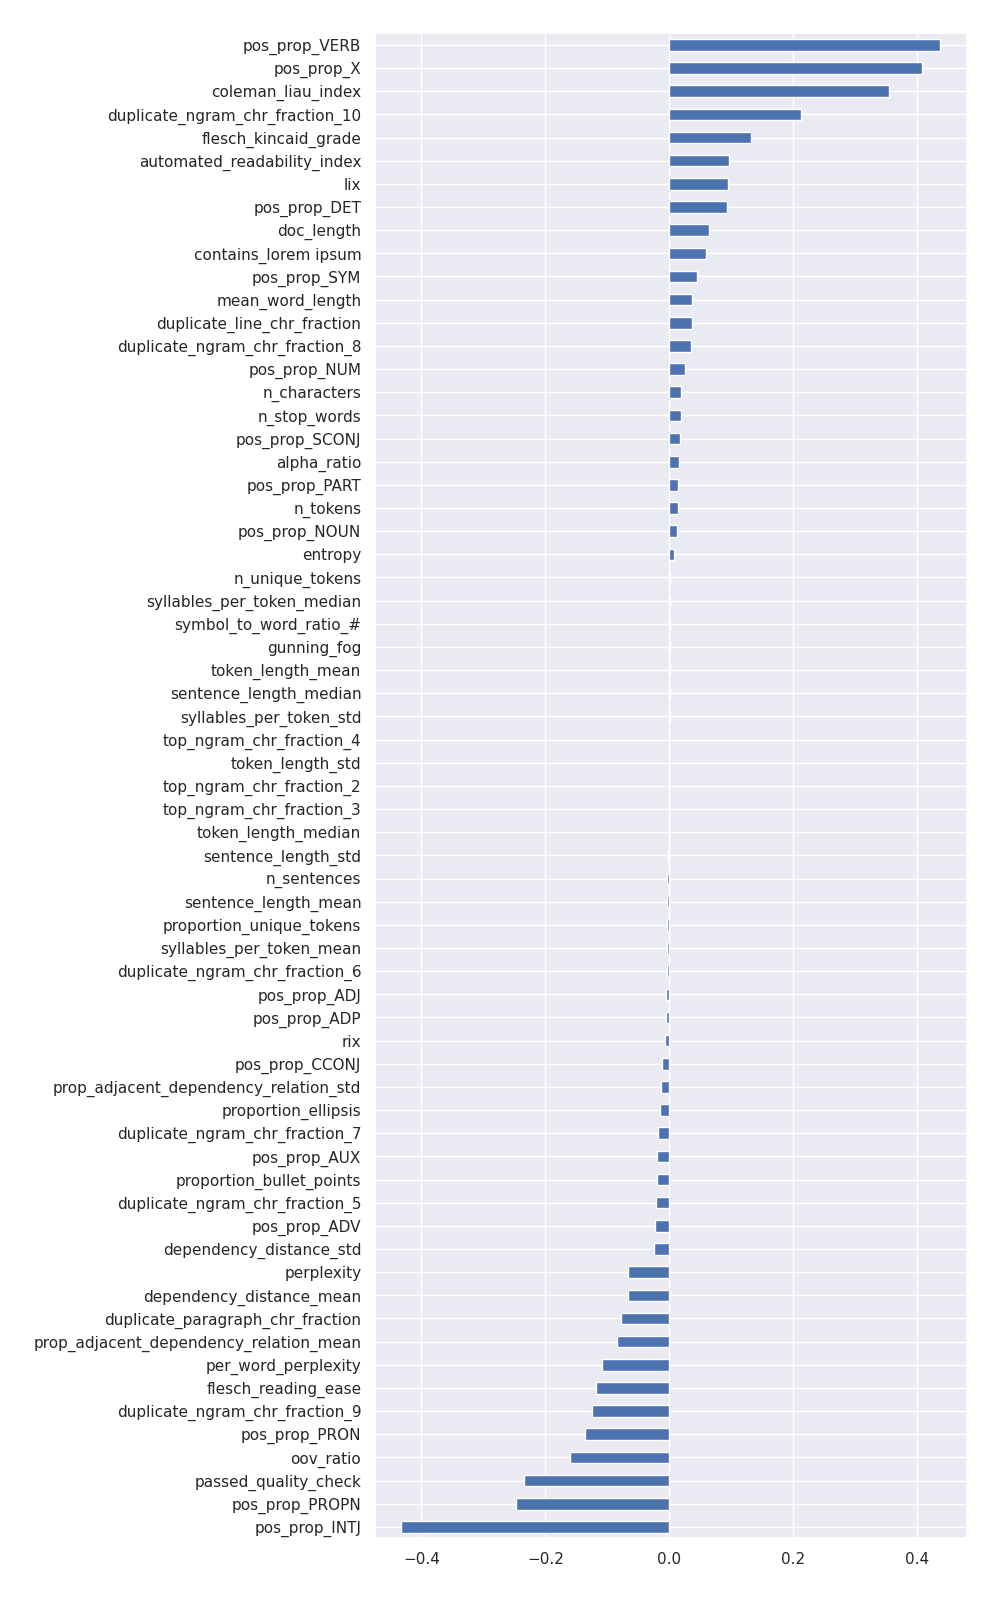 pos_prop_VERB
pos_prop_X
coleman_liau_index
duplicate_ngram_chr_fraction_10
flesch_kincaid_grade
automated_readability_index
lix
pos_prop_DET
doc_length
contains_lorem ipsum
pos_prop_SYM
mean_word_length
duplicate_line_chr_fraction
duplicate_ngram_chr_fraction_8
pos_prop_NUM
n_characters
n_stop_words
pos_prop_SCONJ
alpha_ratio
pos_prop_PART
n_tokens
pos_prop_NOUN
entropy
n_unique_tokens
syllables_per_token_median
symbol_to_word_ratio_#
gunning_fog
token_length_mean
sentence_length_median
syllables_per_token_std
top_ngram_chr_fraction_4
token_length_std
top_ngram_chr_fraction_2
top_ngram_chr_fraction_3
token_length_median
sentence_length_std
n_sentences
sentence_length_mean
proportion_unique_tokens
syllables_per_token_mean
duplicate_ngram_chr_fraction_6
pos_prop_ADJ
pos_prop_ADP
rix
pos_prop_CCONJ
prop_adjacent_dependency_relation_std
proportion_ellipsis
duplicate_ngram_chr_fraction_7
pos_prop_AUX
proportion_bullet_points
duplicate_ngram_chr_fraction_5
pos_prop_ADV
dependency_distance_std
perplexity
dependency_distance_mean
duplicate_paragraph_chr_fraction
prop_adjacent_dependency_relation_mean
per_word_perplexity
flesch_reading_ease
duplicate_ngram_chr_fraction_9
pos_prop_PRON
oov_ratio
passed_quality_check
pos_prop_PROPN
pos_prop_INTJ
−0.4 −0.2 0.0 0.2 0.4